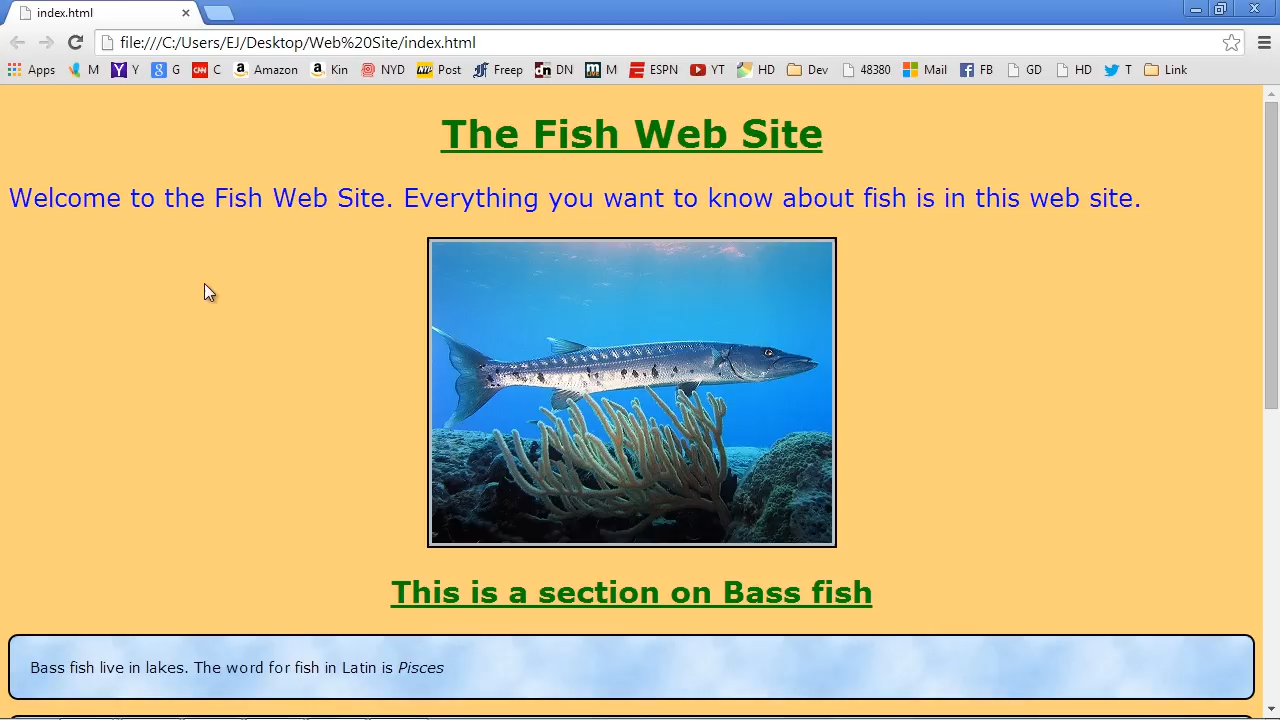 index.html
file:///C:/Users/EJ/Desktop/Web%20Site/index.html
Apps M Y G C Amazon Kin NYD Post Freep DN M ESPN YT HD Dev 48380 Mail FB GD HD T Link
The Fish Web Site
Welcome to the Fish Web Site. Everything you want to know about fish is in this web site.
This is a section on Bass fish
Bass fish live in lakes. The word for fish in Latin is Pisces